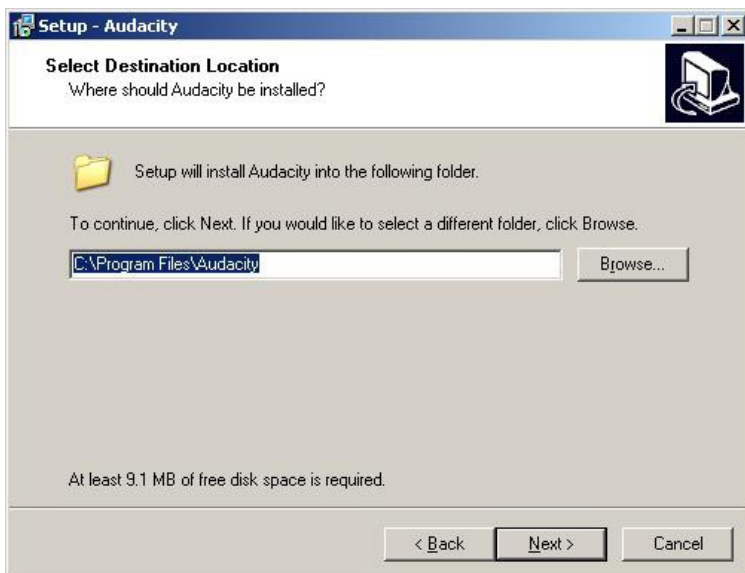 Setup - Audacity
Select Destination Location
Where should Audacity be installed?
Setup will install Audacity into the following folder.
To continue, click Next. If you would like to select a different folder, click Browse.
C:\Program Files\Audacity
Browse...
At least 9.1 MB of free disk space is required.
< Back
Next >
Cancel